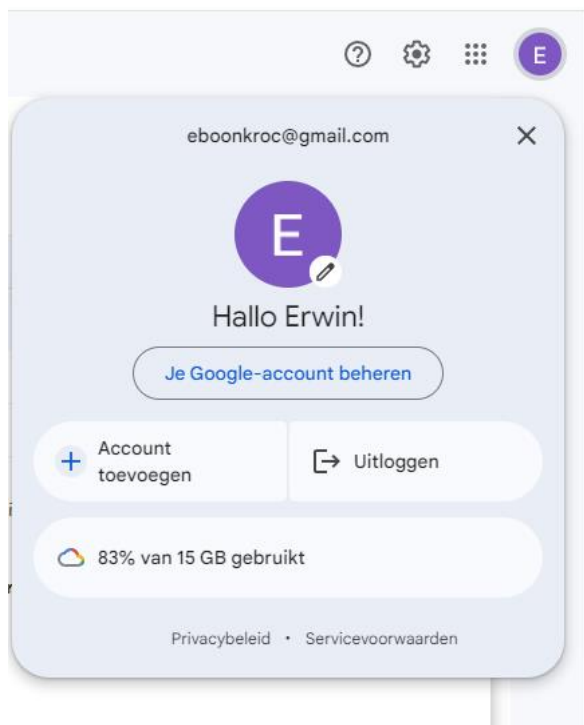 E
eboonkroc@gmail.com
E
Hallo Erwin!
Je Google-account beheren
Account
toevoegen
Uitloggen
83% van 15 GB gebruikt
Privacybeleid • Servicevoorwaarden